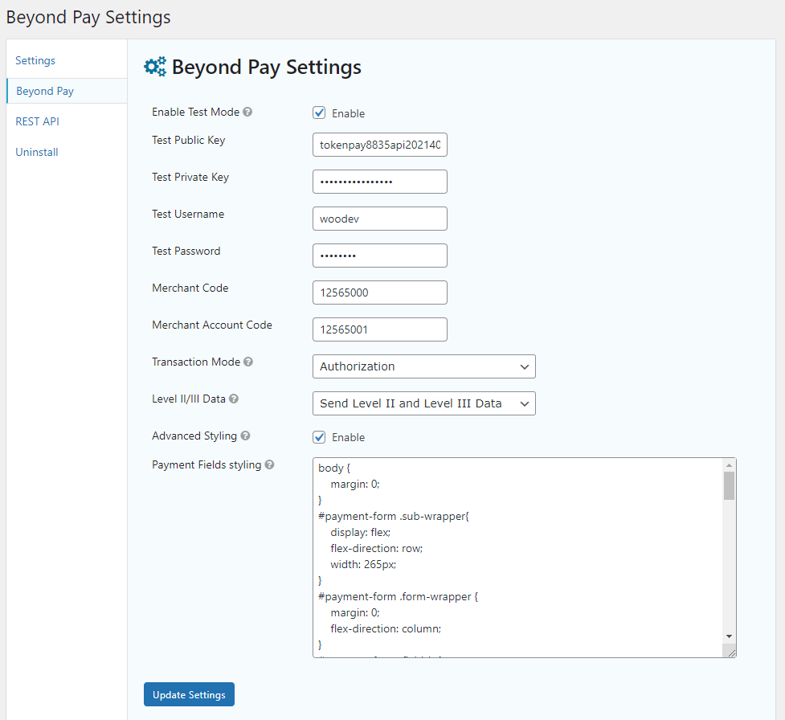 Beyond Pay Settings
Settings
Beyond Pay
REST API
Uninstall
Beyond Pay Settings
Enable Test Mode
Enable
Test Public Key
tokenpay8835api20214
Test Private Key
••••••••••••••••
Test Username
woodev
Test Password
••••••••
Merchant Code
12565000
Merchant Account Code
12565001
Transaction Mode
Authorization
Level II/III Data
Send Level II and Level III Data
Advanced Styling
Enable
Payment Fields styling
body {
margin: 0;
}
#payment-form .sub-wrapper{
display: flex;
flex-direction: row;
width: 265px;
}
#payment-form .form-wrapper {
margin: 0;
flex-direction: column;
}
Update Settings